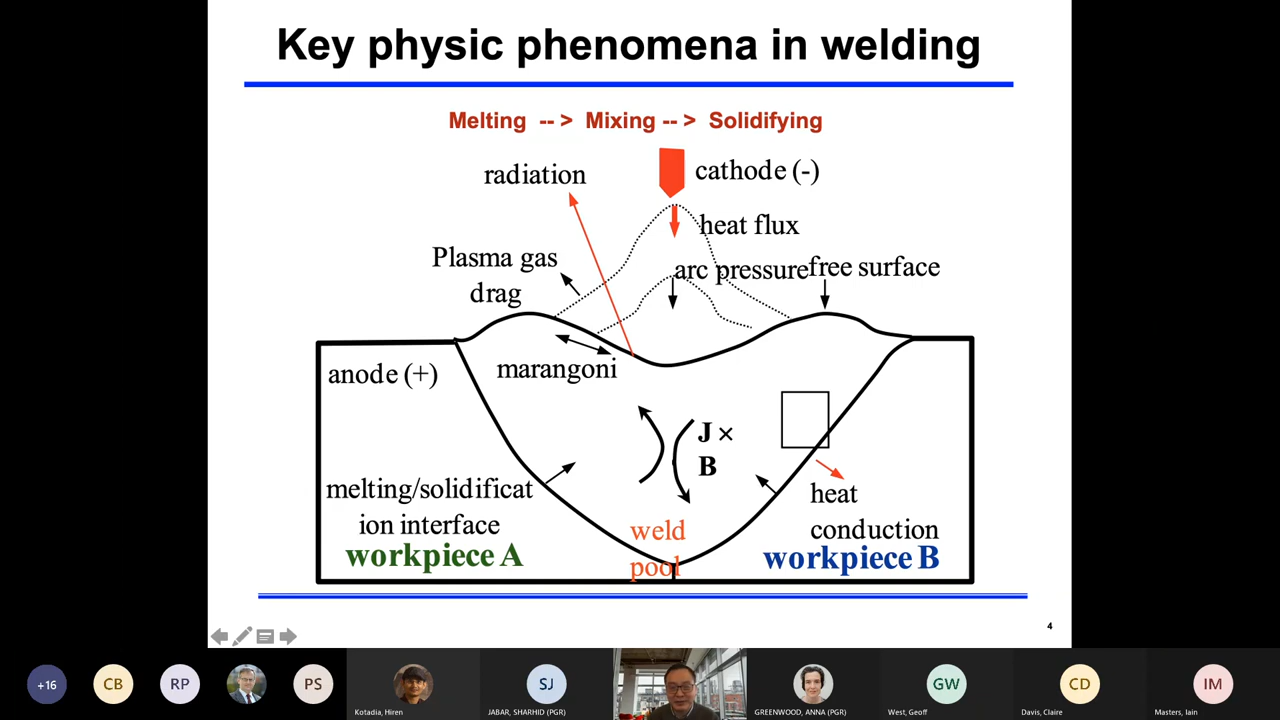 Key physic phenomena in welding
Melting -- > Mixing -- > Solidifying
radiation
cathode (-)
heat flux
Plasma gas
drag
arc pressure
free surface
anode (+)
marangoni
J ×
B
melting/solidificat
ion interface
heat
conduction
weld
pool
workpiece A
workpiece B
4
+16
CB
RP
PS
Kotadia, Hiren
SJ
JABAR, SHARHID (PGR)
GREENWOOD, ANNA (PGR)
GW
West, Geoff
CD
Davis, Claire
IM
Masters, Iain